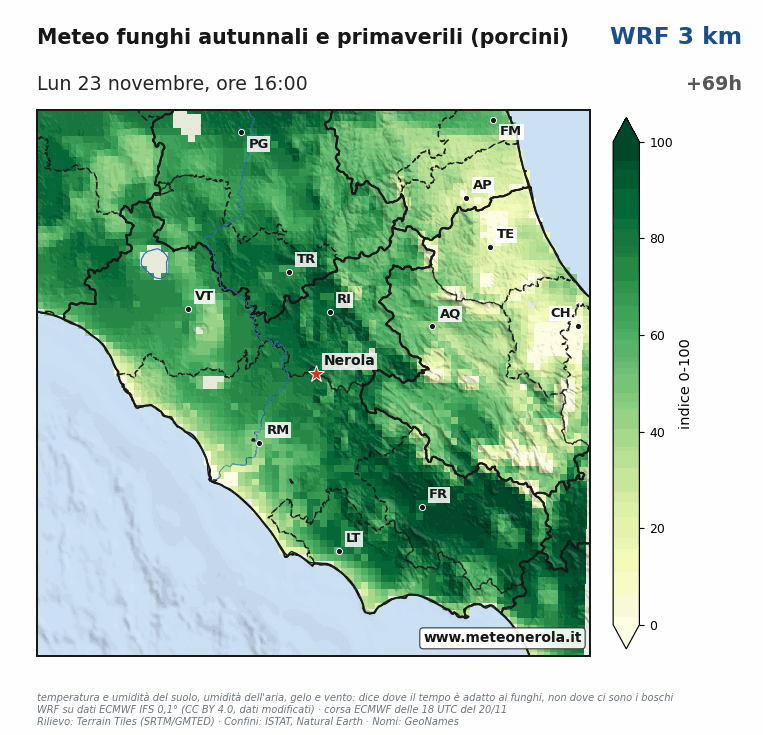 Meteo funghi autunnali e primaverili (porcini)
WRF 3 km
Lun 23 novembre, ore 16:00
+69h
FM
PG
AP
TE
TR
VT
RI
AQ
CH
Nerola
RM
FR
LT
www.meteonerola.it
100
80
60
40
20
0
indice 0-100
temperatura e umidità del suolo, umidità dell'aria, gelo e vento: dice dove il tempo è adatto ai funghi, non dove ci sono i boschi
WRF su dati ECMWF IFS 0,1° (CC BY 4.0, dati modificati) · corsa ECMWF delle 18 UTC del 20/11
Rilievo: Terrain Tiles (SRTM/GMTED) · Confini: ISTAT, Natural Earth · Nomi: GeoNames